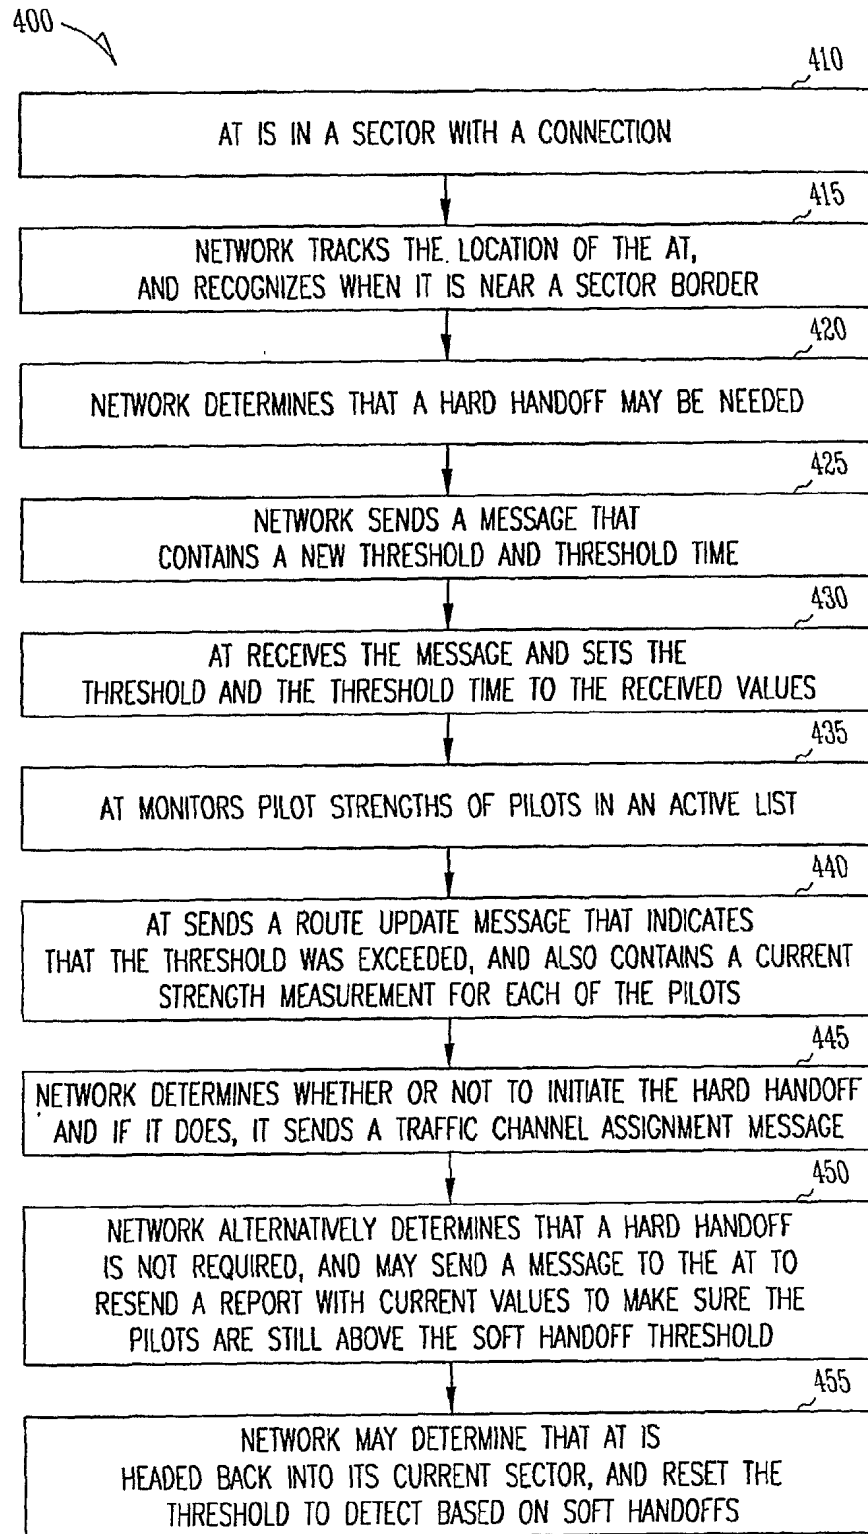 400
410
AT IS IN A SECTOR WITH A CONNECTION
415
NETWORK TRACKS THE LOCATION OF THE AT,
AND RECOGNIZES WHEN IT IS NEAR A SECTOR BORDER
420
NETWORK DETERMINES THAT A HARD HANDOFF MAY BE NEEDED
425
NETWORK SENDS A MESSAGE THAT
CONTAINS A NEW THRESHOLD AND THRESHOLD TIME
430
AT RECEIVES THE MESSAGE AND SETS THE
THRESHOLD AND THE THRESHOLD TIME TO THE RECEIVED VALUES
435
AT MONITORS PILOT STRENGTHS OF PILOTS IN AN ACTIVE LIST
440
AT SENDS A ROUTE UPDATE MESSAGE THAT INDICATES
THAT THE THRESHOLD WAS EXCEEDED, AND ALSO CONTAINS A CURRENT
STRENGTH MEASUREMENT FOR EACH OF THE PILOTS
445
NETWORK DETERMINES WHETHER OR NOT TO INITIATE THE HARD HANDOFF
AND IF IT DOES, IT SENDS A TRAFFIC CHANNEL ASSIGNMENT MESSAGE
450
NETWORK ALTERNATIVELY DETERMINES THAT A HARD HANDOFF
IS NOT REQUIRED, AND MAY SEND A MESSAGE TO THE AT TO
RESEND A REPORT WITH CURRENT VALUES TO MAKE SURE THE
PILOTS ARE STILL ABOVE THE SOFT HANDOFF THRESHOLD
455
NETWORK MAY DETERMINE THAT AT IS
HEADED BACK INTO ITS CURRENT SECTOR, AND RESET THE
THRESHOLD TO DETECT BASED ON SOFT HANDOFFS